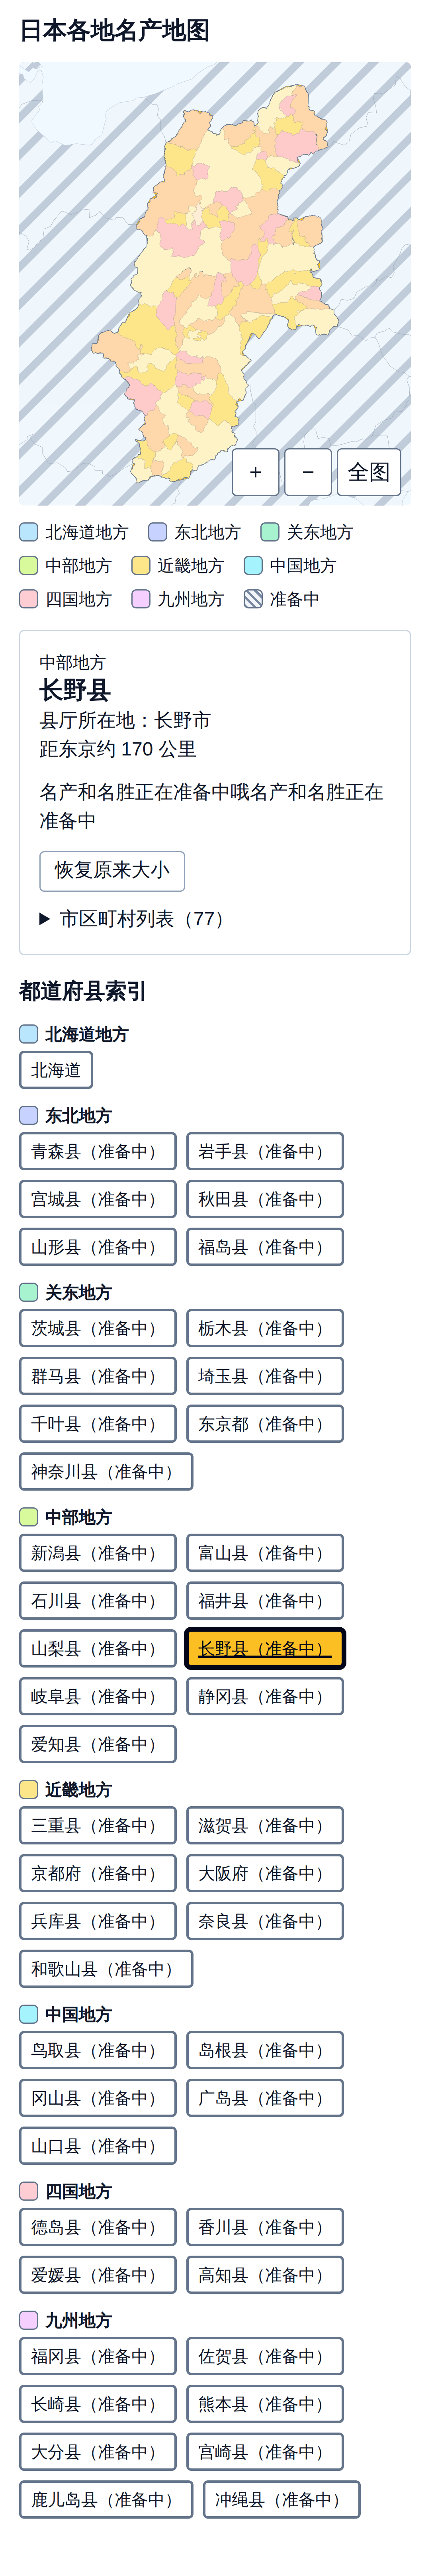 日本各地名产地图
+
−
全图
北海道地方 东北地方 关东地方
中部地方 近畿地方 中国地方
四国地方 九州地方 准备中
中部地方
长野县
县厅所在地：长野市
距东京约 170 公里
名产和名胜正在准备中哦名产和名胜正在
准备中
恢复原来大小
▶ 市区町村列表（77）
都道府县索引
北海道地方
北海道
东北地方
青森县（准备中） 岩手县（准备中）
宫城县（准备中） 秋田县（准备中）
山形县（准备中） 福岛县（准备中）
关东地方
茨城县（准备中） 栃木县（准备中）
群马县（准备中） 埼玉县（准备中）
千叶县（准备中） 东京都（准备中）
神奈川县（准备中）
中部地方
新潟县（准备中） 富山县（准备中）
石川县（准备中） 福井县（准备中）
山梨县（准备中） 长野县（准备中）
岐阜县（准备中） 静冈县（准备中）
爱知县（准备中）
近畿地方
三重县（准备中） 滋贺县（准备中）
京都府（准备中） 大阪府（准备中）
兵库县（准备中） 奈良县（准备中）
和歌山县（准备中）
中国地方
鸟取县（准备中） 岛根县（准备中）
冈山县（准备中） 广岛县（准备中）
山口县（准备中）
四国地方
德岛县（准备中） 香川县（准备中）
爱媛县（准备中） 高知县（准备中）
九州地方
福冈县（准备中） 佐贺县（准备中）
长崎县（准备中） 熊本县（准备中）
大分县（准备中） 宫崎县（准备中）
鹿儿岛县（准备中） 冲绳县（准备中）